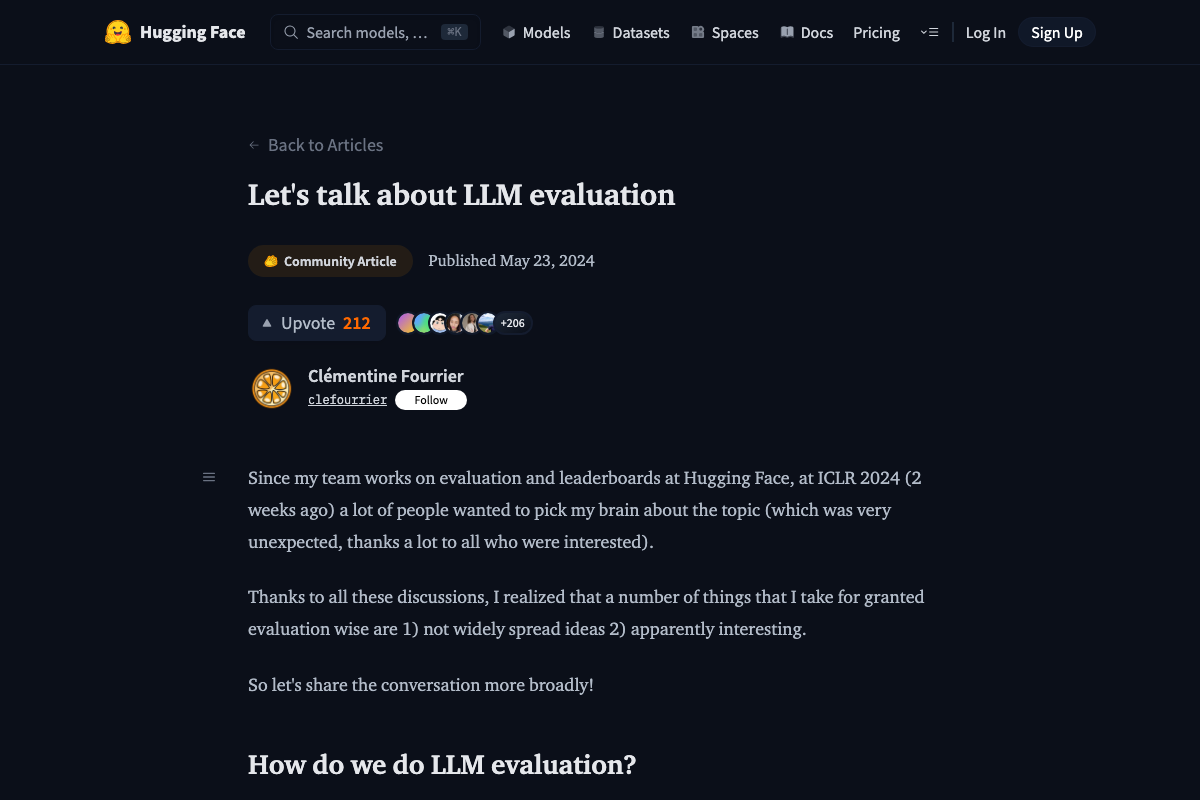 Hugging Face
Search models, ...
⌘K
Models
Datasets
Spaces
Docs
Pricing
Log In
Sign Up
Back to Articles
Let's talk about LLM evaluation
Community Article
Published May 23, 2024
Upvote 212
+206
Clémentine Fourrier
clefourrier
Follow
Since my team works on evaluation and leaderboards at Hugging Face, at ICLR 2024 (2
weeks ago) a lot of people wanted to pick my brain about the topic (which was very
unexpected, thanks a lot to all who were interested).
Thanks to all these discussions, I realized that a number of things that I take for granted
evaluation wise are 1) not widely spread ideas 2) apparently interesting.
So let's share the conversation more broadly!
How do we do LLM evaluation?